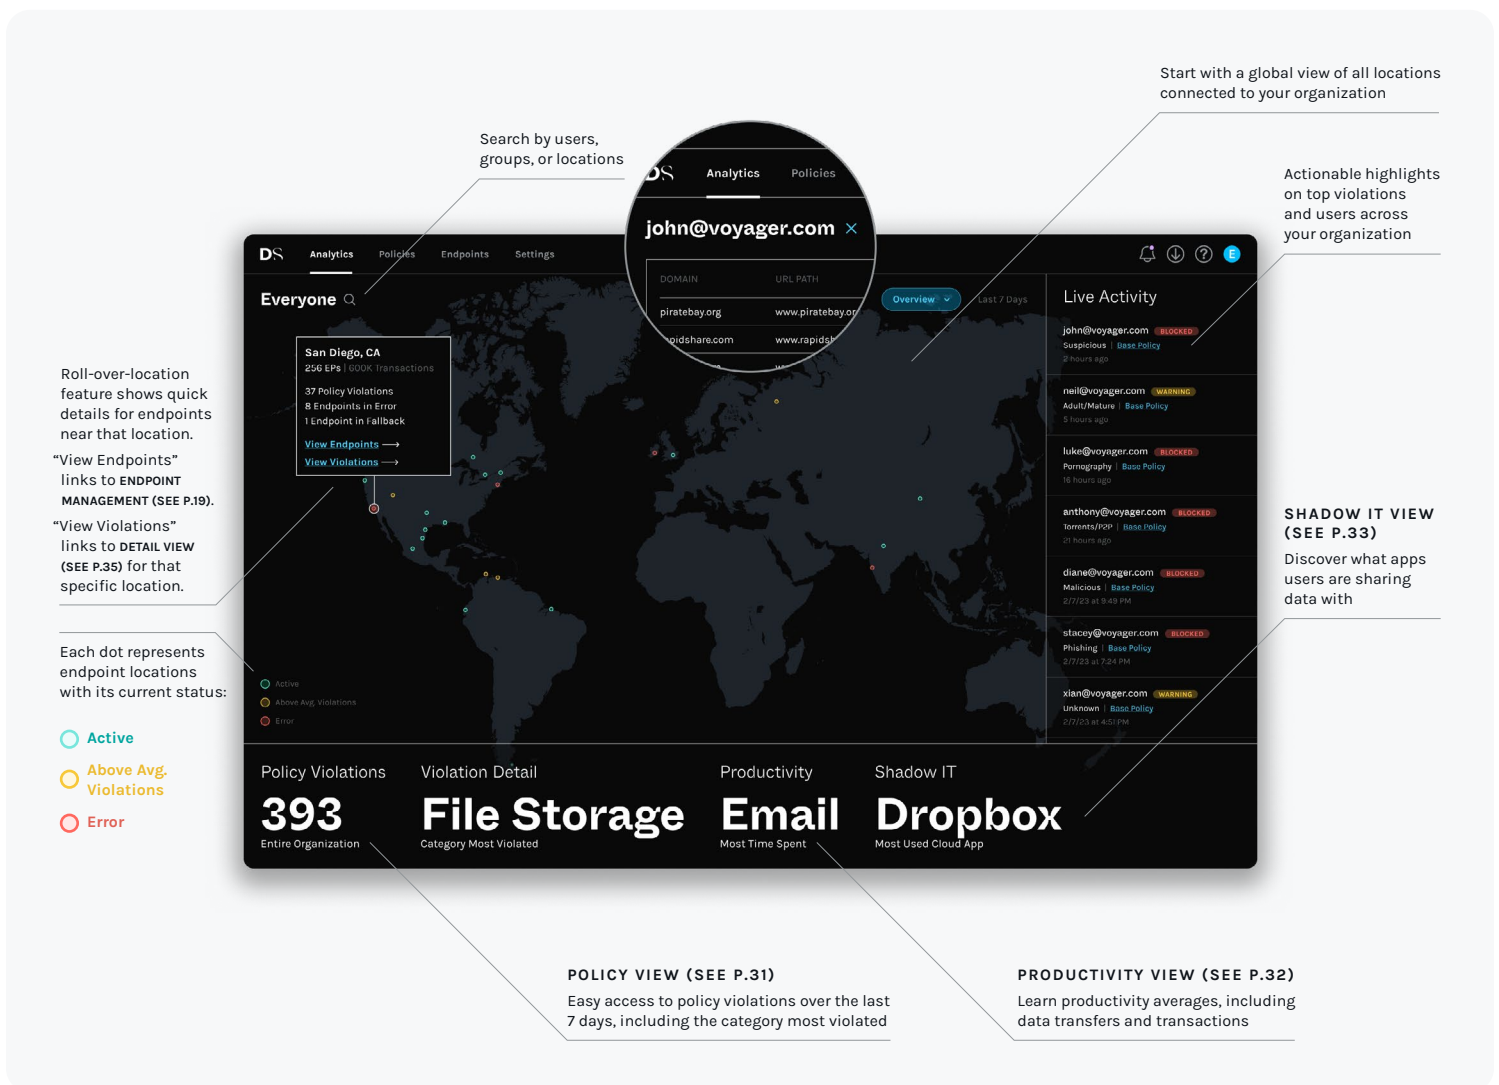 Start with a global view of all locations
connected to your organization
Search by users,
groups, or locations
Actionable highlights
on top violations
and users across
your organization
DS Analytics Policies
john@voyager.com ×
DOMAIN URL PATH
piratebay.org www.piratebay.or
rapidshare.com www.rapidsh
DS Analytics Policies Endpoints Settings
? E
Everyone
Overview Last 7 Days
San Diego, CA
256 EPs | 600K Transactions
37 Policy Violations
8 Endpoints in Error
1 Endpoint in Fallback
View Endpoints →
View Violations →
Live Activity
john@voyager.com BLOCKED
Suspicious | Base Policy
2 hours ago
neil@voyager.com WARNING
Adult/Mature | Base Policy
5 hours ago
luke@voyager.com BLOCKED
Pornography | Base Policy
16 hours ago
anthony@voyager.com BLOCKED
Torrents/P2P | Base Policy
21 hours ago
diane@voyager.com BLOCKED
Malicious | Base Policy
2/7/23 at 9:49 PM
stacey@voyager.com BLOCKED
Phishing | Base Policy
2/7/23 at 7:24 PM
xian@voyager.com WARNING
Unknown | Base Policy
2/7/23 at 4:51 PM
Active
Above Avg. Violations
Error
Policy Violations
393
Entire Organization
Violation Detail
File Storage
Category Most Violated
Productivity
Email
Most Time Spent
Shadow IT
Dropbox
Most Used Cloud App
Roll-over-location
feature shows quick
details for endpoints
near that location.
“View Endpoints”
links to ENDPOINT
MANAGEMENT (SEE P.19).
“View Violations”
links to DETAIL VIEW
(SEE P.35) for that
specific location.
Each dot represents
endpoint locations
with its current status:
Active
Above Avg.
Violations
Error
SHADOW IT VIEW
(SEE P.33)
Discover what apps
users are sharing
data with
POLICY VIEW (SEE P.31)
Easy access to policy violations over the last
7 days, including the category most violated
PRODUCTIVITY VIEW (SEE P.32)
Learn productivity averages, including
data transfers and transactions